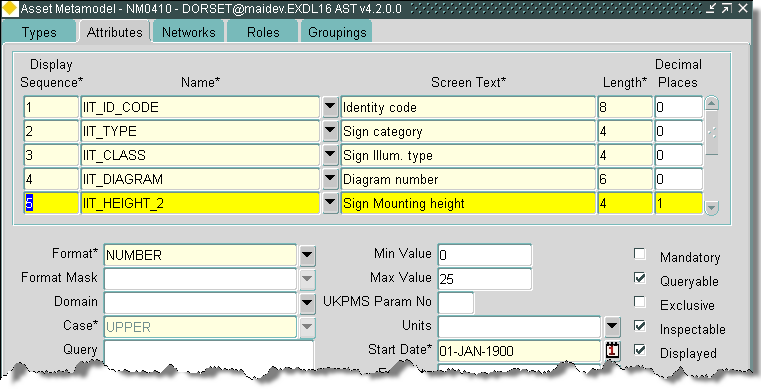 Asset Metamodel - NM0410 - DORSET@maidev.EXDL16 AST v4.2.0.0
Types Attributes Networks Roles Groupings
Display Decimal
Sequence* Name* Screen Text* Length* Places
1 IIT_ID_CODE Identity code 8 0
2 IIT_TYPE Sign category 4 0
3 IIT_CLASS Sign Illum. type 4 0
4 IIT_DIAGRAM Diagram number 6 0
5 IIT_HEIGHT_2 Sign Mounting height 4 1
Format* NUMBER Min Value 0 Mandatory
Format Mask Max Value 25 Queryable
Domain UKPMS Param No Exclusive
Case* UPPER Units Inspectable
Query Start Date* 01-JAN-1900 1 Displayed